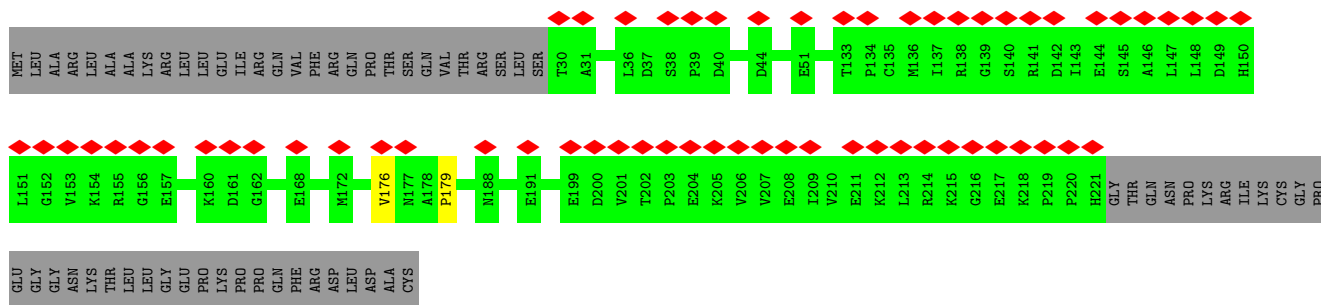 MET LEU ALA ARG LEU ALA ALA LYS ARG LEU LEU GLU ILE ARG GLN VAL PHE ARG GLN PRO THR SER GLN VAL THR ARG SER LEU SER T30 A31 L36 D37 S38 P39 D40 D44 E51 T133 P134 C135 M136 I137 R138 G139 S140 R141 D142 I143 E144 S145 A146 L147 L148 D149 H150
L151 G152 V153 K154 R155 G156 E157 K160 D161 G162 E168 M172 V176 N177 A178 P179 N188 E191 E199 D200 V201 T202 P203 E204 K205 V206 V207 E208 I209 V210 E211 K212 L213 R214 K215 G216 E217 K218 P219 P220 H221 GLY THR GLN ASN PRO LYS ARG ILE LYS CYS GLY PRO
GLU GLY GLY ASN LYS THR LEU LEU GLY GLU PRO LYS PRO PRO GLN PHE ARG ASP LEU ASP ALA CYS